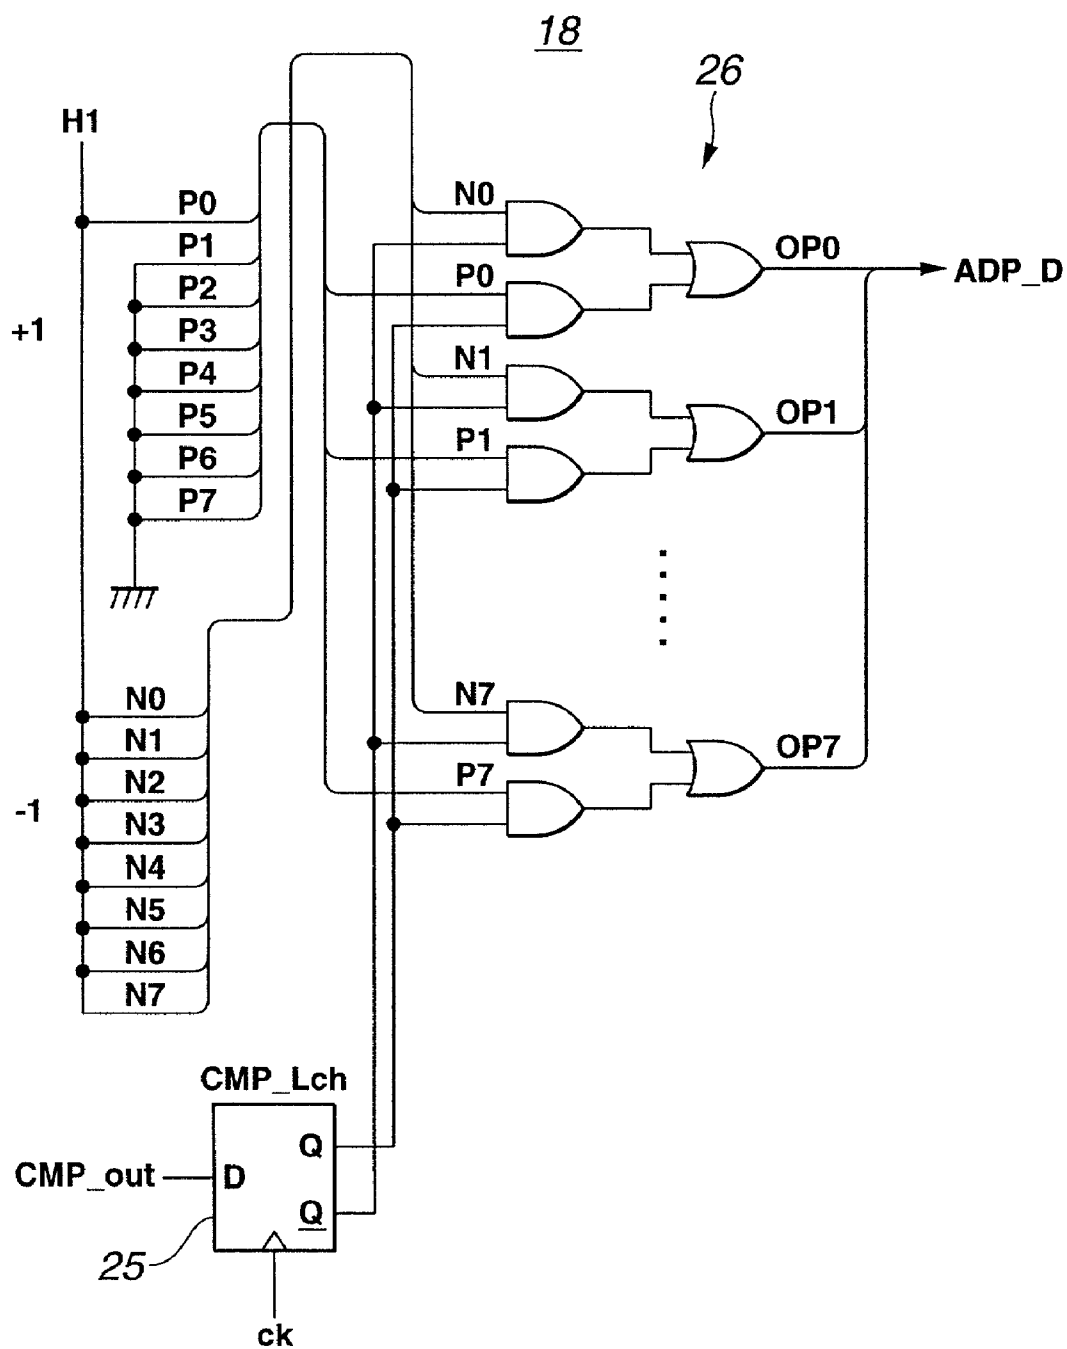 18
26
H1
P0
P1
P2
P3
P4
P5
P6
P7
+1
N0
N1
N2
N3
N4
N5
N6
N7
-1
N0
P0
N1
P1
N7
P7
OP0
OP1
OP7
ADP_D
CMP_Lch
CMP_out
D
Q
Q
25
ck